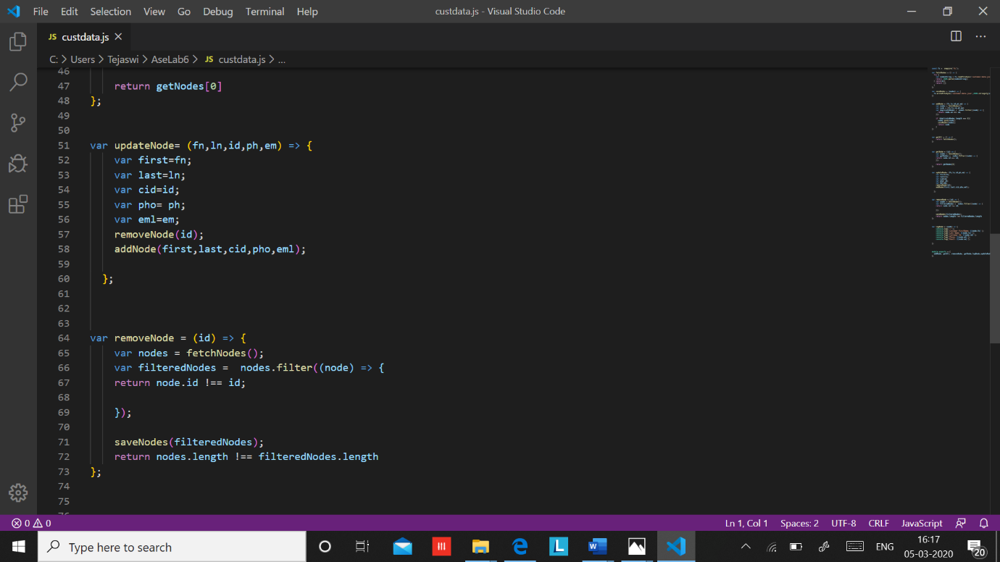 File Edit Selection View Go Debug Terminal Help custdata.js - Visual Studio Code
JS custdata.js
C: > Users > Tejaswi > AseLab6 > JS custdata.js > ...
46
47 return getNodes[0]
48 };
49
50
51 var updateNode= (fn,ln,id,ph,em) => {
52 var first=fn;
53 var last=ln;
54 var cid=id;
55 var pho= ph;
56 var eml=em;
57 removeNode(id);
58 addNode(first,last,cid,pho,eml);
59
60 };
61
62
63
64 var removeNode = (id) => {
65 var nodes = fetchNodes();
66 var filteredNodes =  nodes.filter((node) => {
67 return node.id !== id;
68
69 });
70
71 saveNodes(filteredNodes);
72 return nodes.length !== filteredNodes.length
73 };
74
75
0 0 Ln 1, Col 1 Spaces: 2 UTF-8 CRLF JavaScript
Type here to search L W ENG 16:17
05-03-2020 20